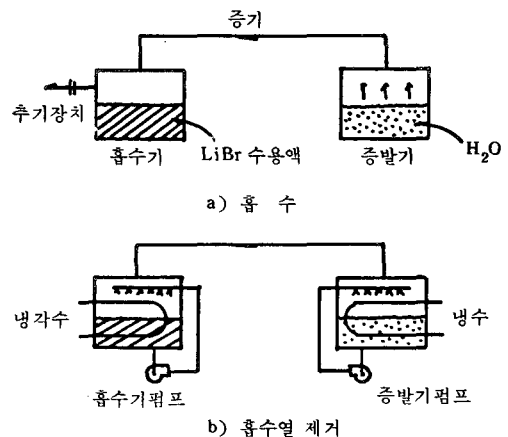 증기
추기장치
흡수기
LiBr 수용액
증발기
H₂O
a) 흡 수
냉각수
냉수
흡수기펌프
증발기펌프
b) 흡수열 제거